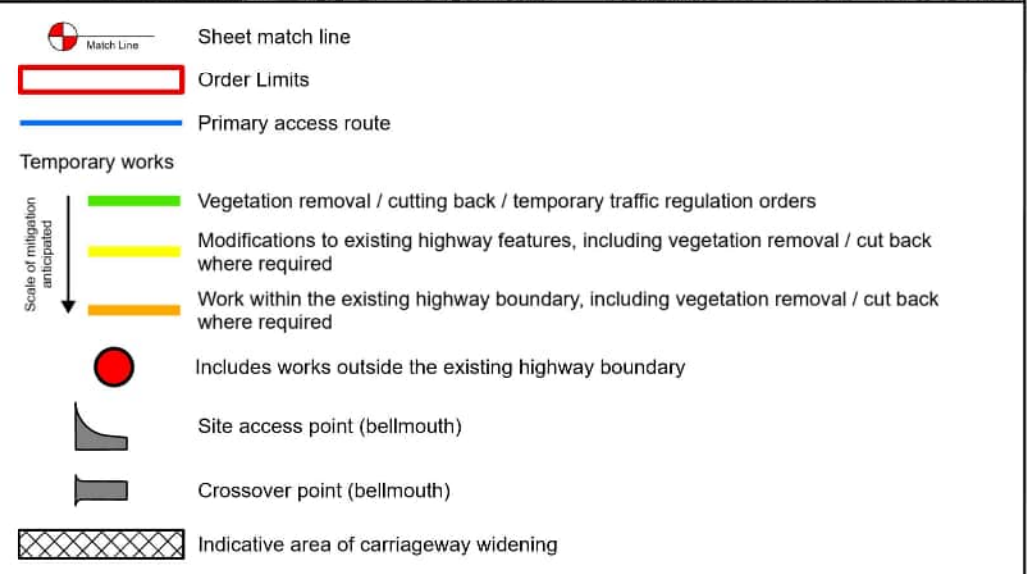 Match Line
Sheet match line
Order Limits
Primary access route
Temporary works
Scale of mitigation
anticipated
Vegetation removal / cutting back / temporary traffic regulation orders
Modifications to existing highway features, including vegetation removal / cut back
where required
Work within the existing highway boundary, including vegetation removal / cut back
where required
Includes works outside the existing highway boundary
Site access point (bellmouth)
Crossover point (bellmouth)
Indicative area of carriageway widening